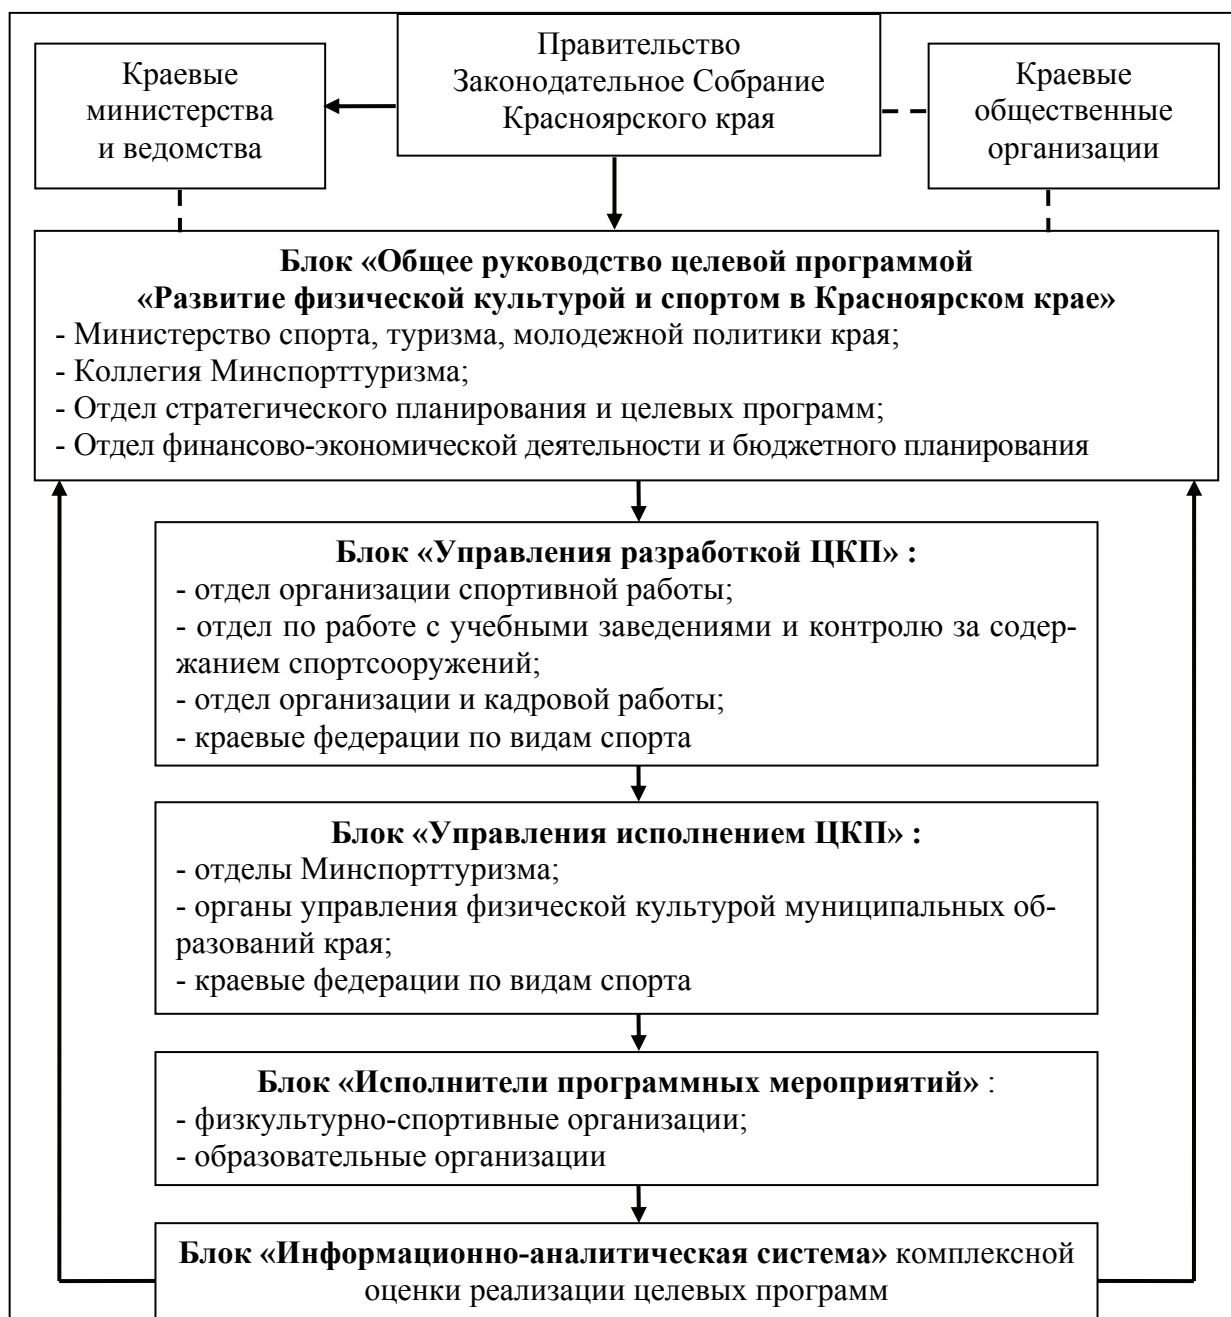 Краевые
министерства
и ведомства
Правительство
Законодательное Собрание
Красноярского края
Краевые
общественные
организации
Блок «Общее руководство целевой программой
«Развитие физической культурой и спортом в Красноярском крае»
- Министерство спорта, туризма, молодежной политики края;
- Коллегия Минспорттуризма;
- Отдел стратегического планирования и целевых программ;
- Отдел финансово-экономической деятельности и бюджетного планирования
Блок «Управления разработкой ЦКП» :
- отдел организации спортивной работы;
- отдел по работе с учебными заведениями и контролю за содер-
жанием спортсооружений;
- отдел организации и кадровой работы;
- краевые федерации по видам спорта
Блок «Управления исполнением ЦКП» :
- отделы Минспорттуризма;
- органы управления физической культурой муниципальных об-
разований края;
- краевые федерации по видам спорта
Блок «Исполнители программных мероприятий» :
- физкультурно-спортивные организации;
- образовательные организации
Блок «Информационно-аналитическая система» комплексной
оценки реализации целевых программ